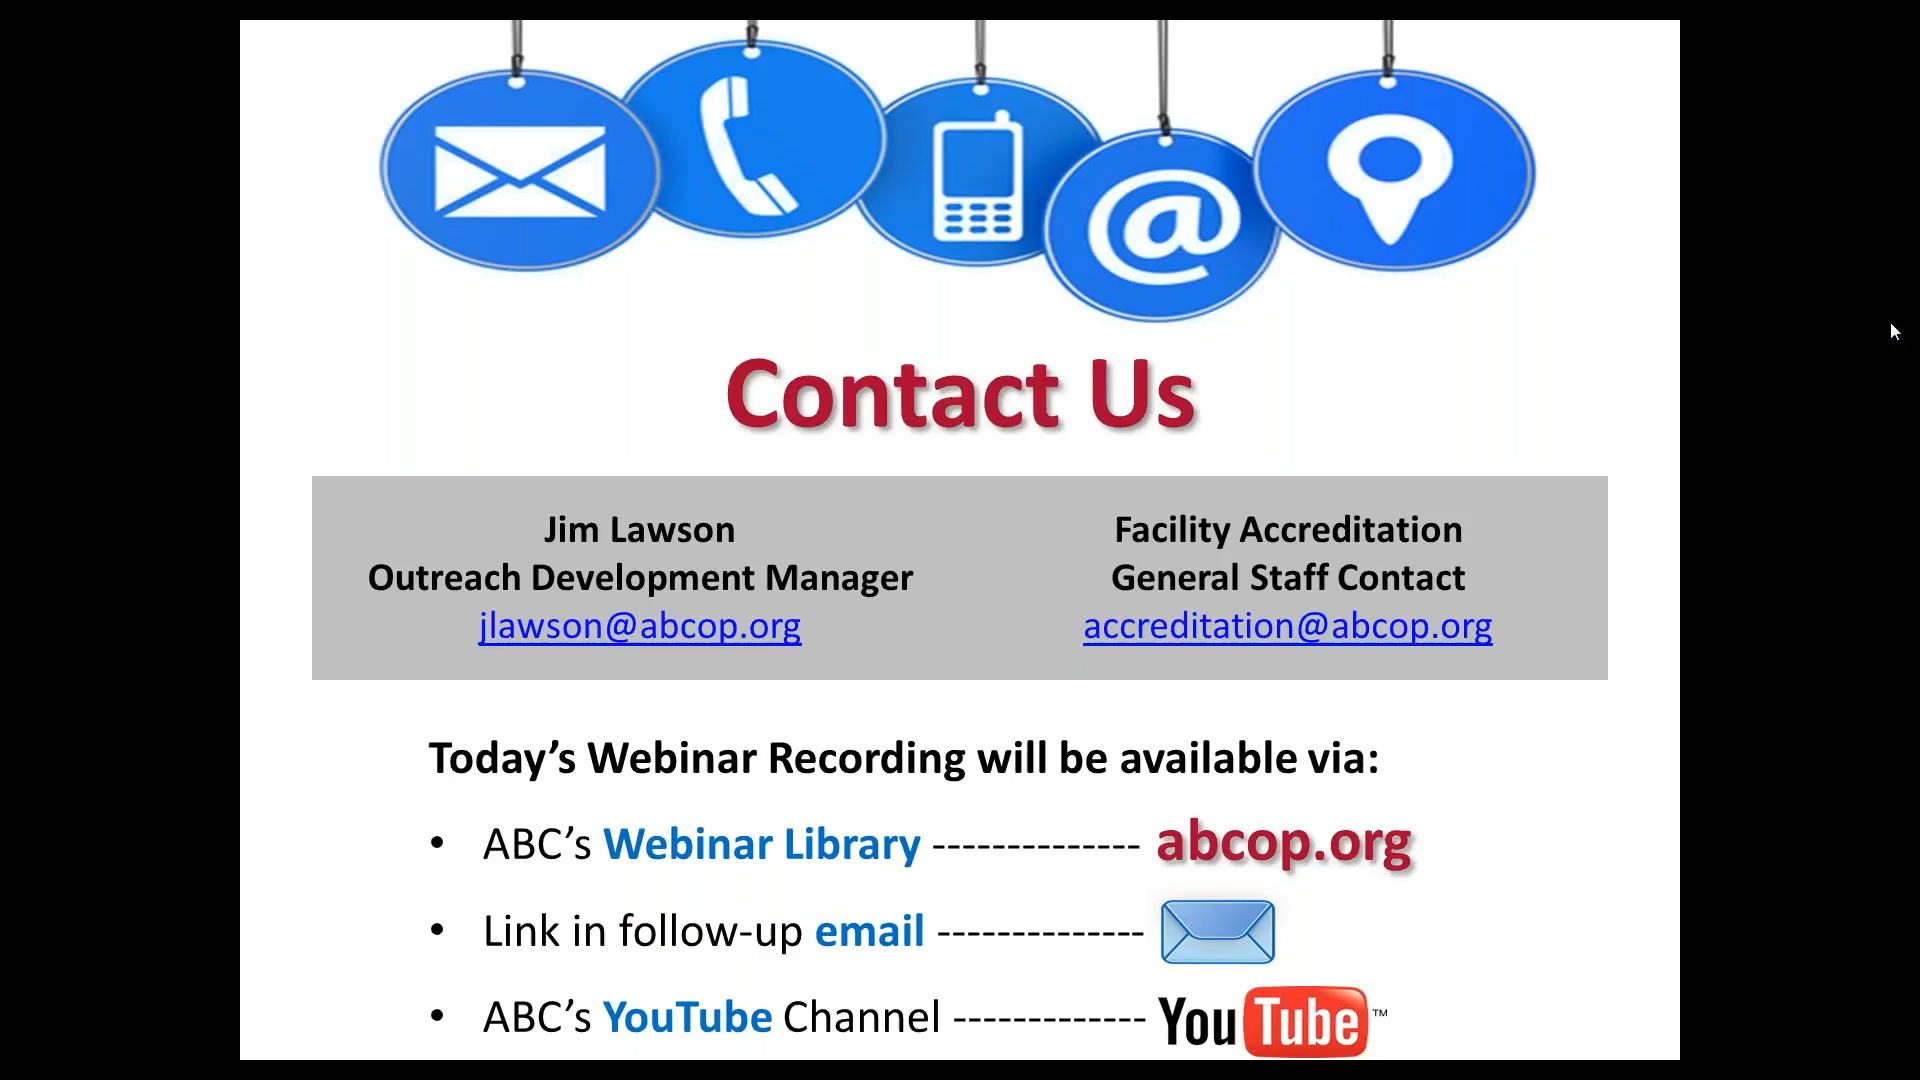 Contact Us
Jim Lawson
Outreach Development Manager
jlawson@abcop.org
Facility Accreditation
General Staff Contact
accreditation@abcop.org
Today’s Webinar Recording will be available via:
• ABC’s Webinar Library -------------- abcop.org
• Link in follow-up email --------------
• ABC’s YouTube Channel ------------- YouTube™